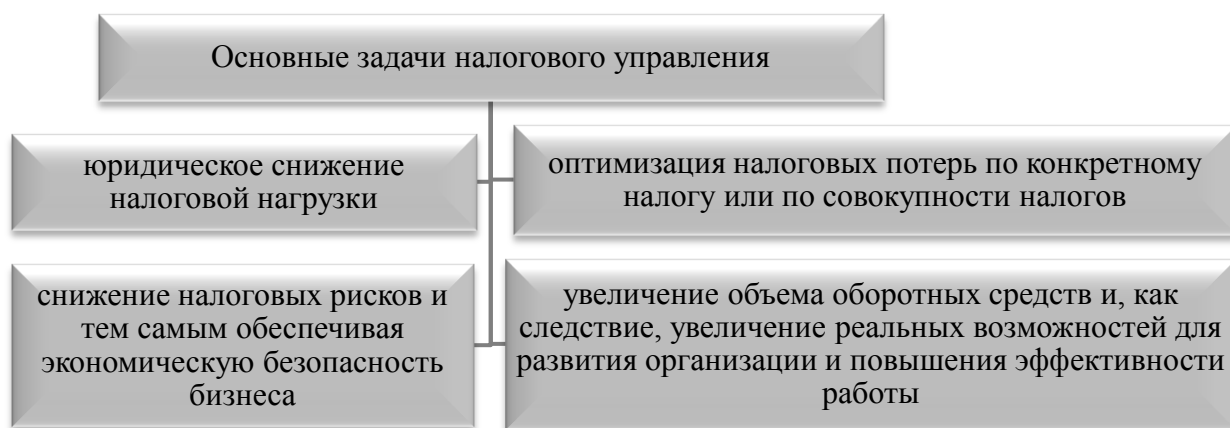 Основные задачи налогового управления
юридическое снижение
налоговой нагрузки
оптимизация налоговых потерь по конкретному
налогу или по совокупности налогов
снижение налоговых рисков и
тем самым обеспечивая
экономическую безопасность
бизнеса
увеличение объема оборотных средств и, как
следствие, увеличение реальных возможностей для
развития организации и повышения эффективности
работы